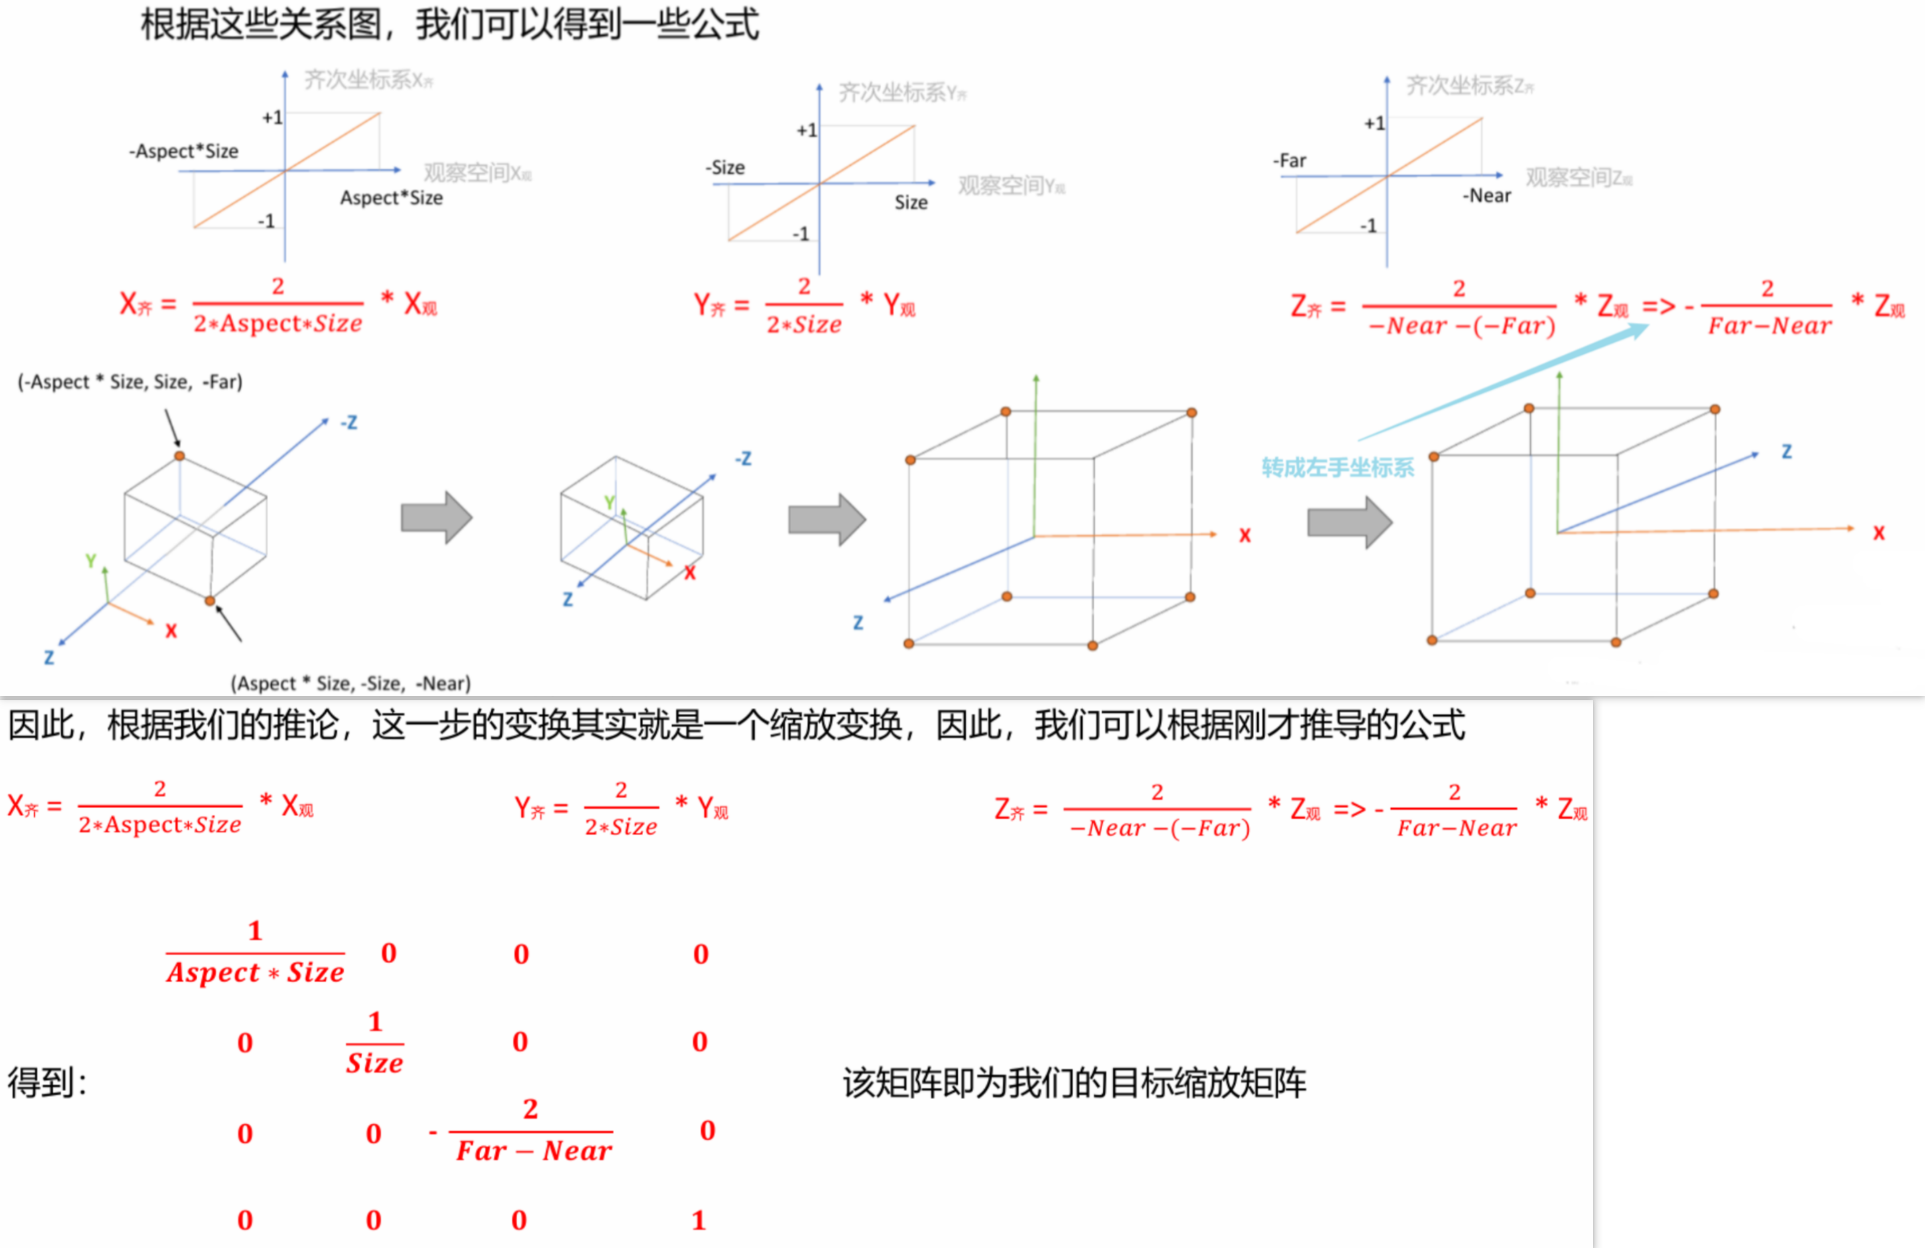 根据这些关系图，我们可以得到一些公式
齐次坐标系X齐
+1
-Aspect*Size
观察空间X观
Aspect*Size
-1
齐次坐标系Y齐
+1
-Size
观察空间Y观
Size
-1
齐次坐标系Z齐
+1
-Far
观察空间Z观
-Near
-1
X齐 = 2/(2*Aspect*Size) * X观
Y齐 = 2/(2*Size) * Y观
Z齐 = 2/(-Near -(-Far)) * Z观 => - 2/(Far-Near) * Z观
(-Aspect * Size, Size, -Far)
-Z
Y
X
Z
(Aspect * Size, -Size, -Near)
-Z
Y
X
Z
X
Z
转成左手坐标系
Z
X
因此，根据我们的推论，这一步的变换其实就是一个缩放变换，因此，我们可以根据刚才推导的公式
X齐 = 2/(2*Aspect*Size) * X观
Y齐 = 2/(2*Size) * Y观
Z齐 = 2/(-Near -(-Far)) * Z观 => - 2/(Far-Near) * Z观
1/(Aspect * Size) 0 0 0
0 1/Size 0 0
得到：
该矩阵即为我们的目标缩放矩阵
0 0 - 2/(Far - Near) 0
0 0 0 1